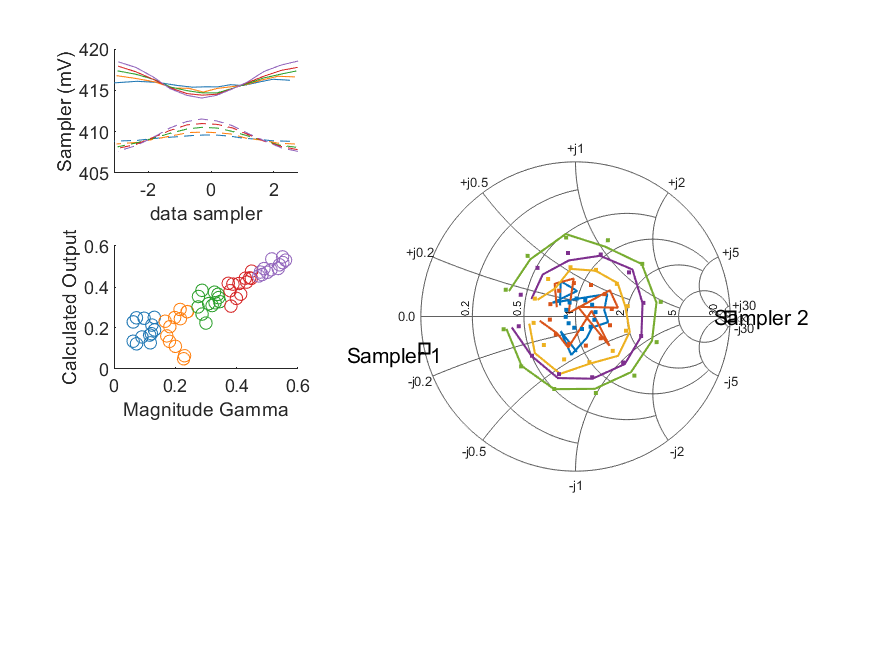 420
415
410
405
Sampler (mV)
-2
0
2
data sampler
0.6
0.4
0.2
0
Calculated Output
0
0.2
0.4
0.6
Magnitude Gamma
+j1
+j0.5
+j2
+j0.2
+j5
0.0
0.2
0.5
1
2
5
30
+j30
-j30
Sampler 2
Sampler 1
-j0.2
-j5
-j0.5
-j2
-j1